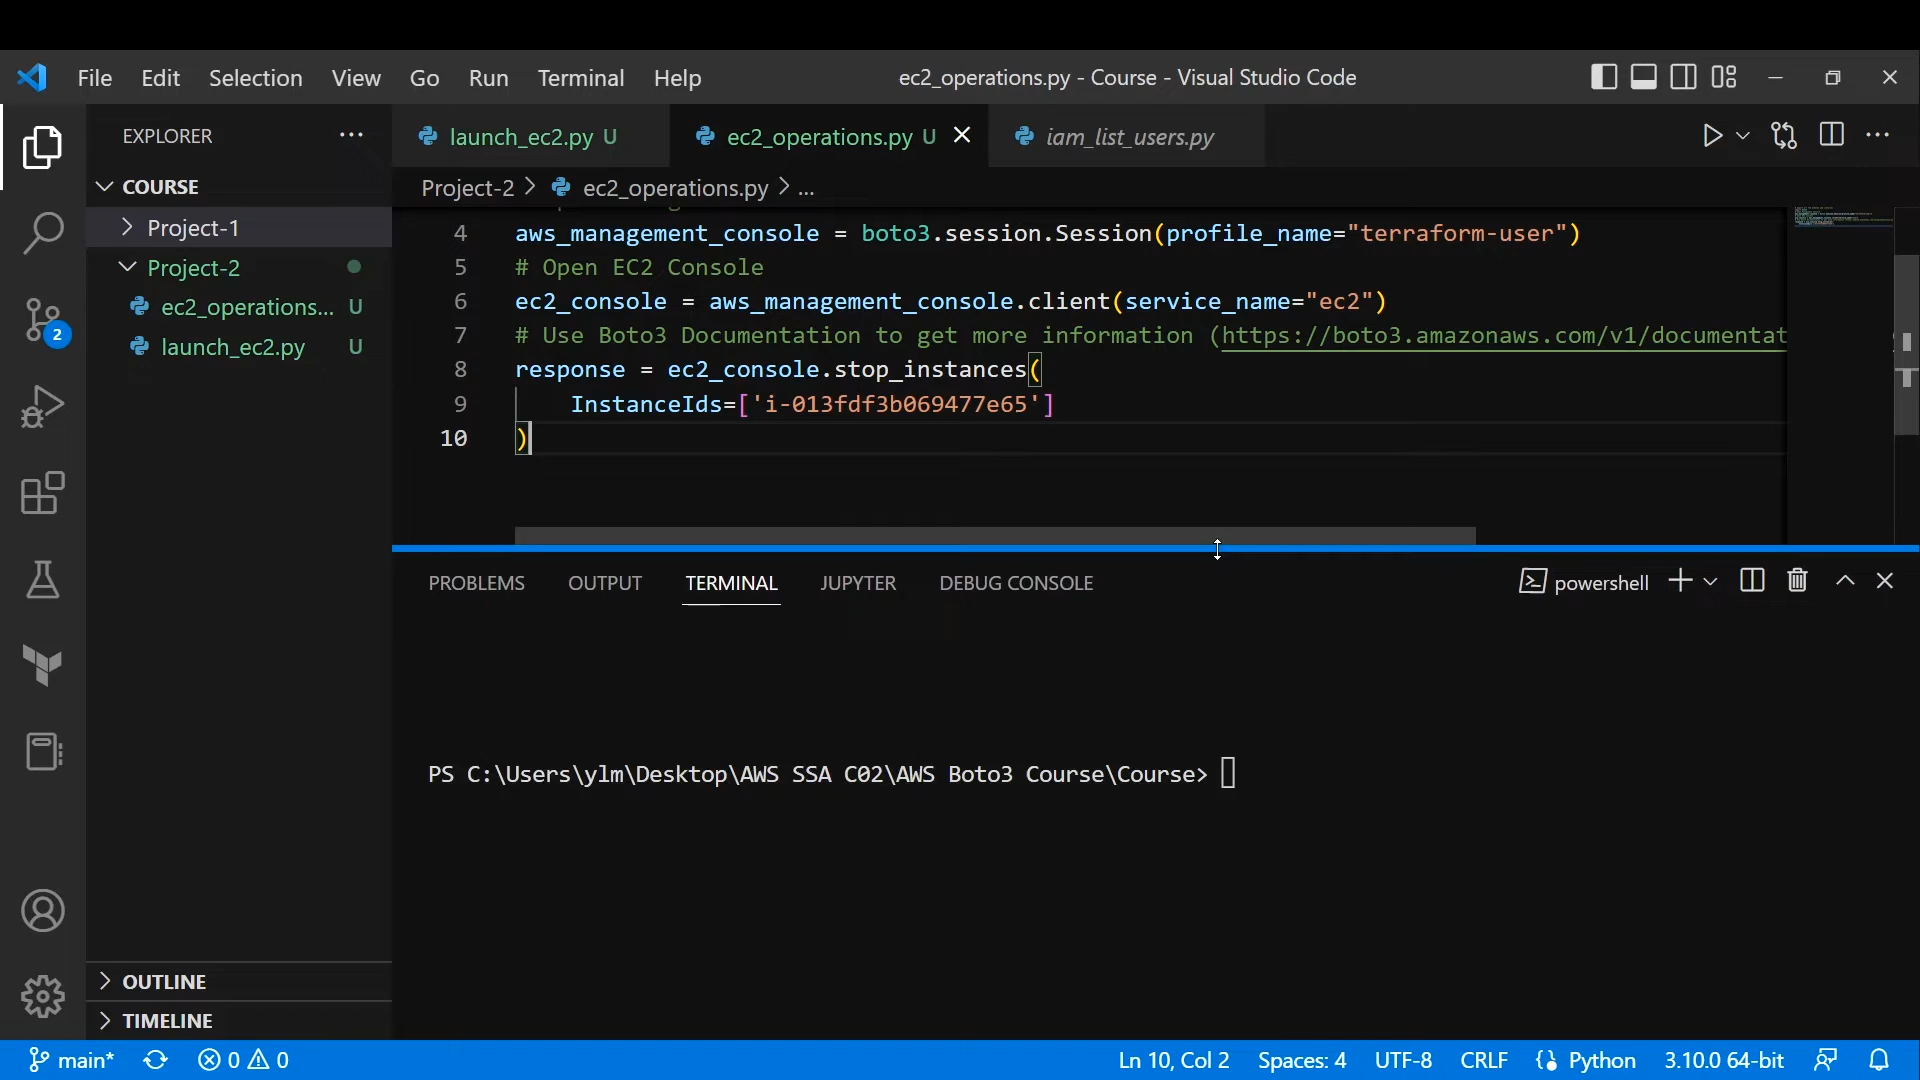 File Edit Selection View Go Run Terminal Help
ec2_operations.py - Course - Visual Studio Code
EXPLORER
COURSE
Project-1
Project-2
ec2_operations... U
launch_ec2.py U
2
OUTLINE
TIMELINE
launch_ec2.py U
ec2_operations.py U
iam_list_users.py
Project-2 > ec2_operations.py > ...
4 aws_management_console = boto3.session.Session(profile_name="terraform-user")
5 # Open EC2 Console
6 ec2_console = aws_management_console.client(service_name="ec2")
7 # Use Boto3 Documentation to get more information (https://boto3.amazonaws.com/v1/documentat
8 response = ec2_console.stop_instances(
9 InstanceIds=['i-013fdf3b069477e65']
10 )
PROBLEMS OUTPUT TERMINAL JUPYTER DEBUG CONSOLE
powershell
PS C:\Users\ylm\Desktop\AWS SSA C02\AWS Boto3 Course\Course>
main* 0 0
Ln 10, Col 2 Spaces: 4 UTF-8 CRLF Python 3.10.0 64-bit